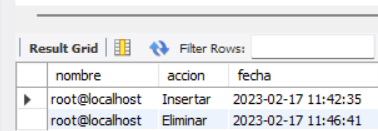 Result Grid Filter Rows:
nombre accion fecha
root@localhost Insertar 2023-02-17 11:42:35
root@localhost Eliminar 2023-02-17 11:46:41